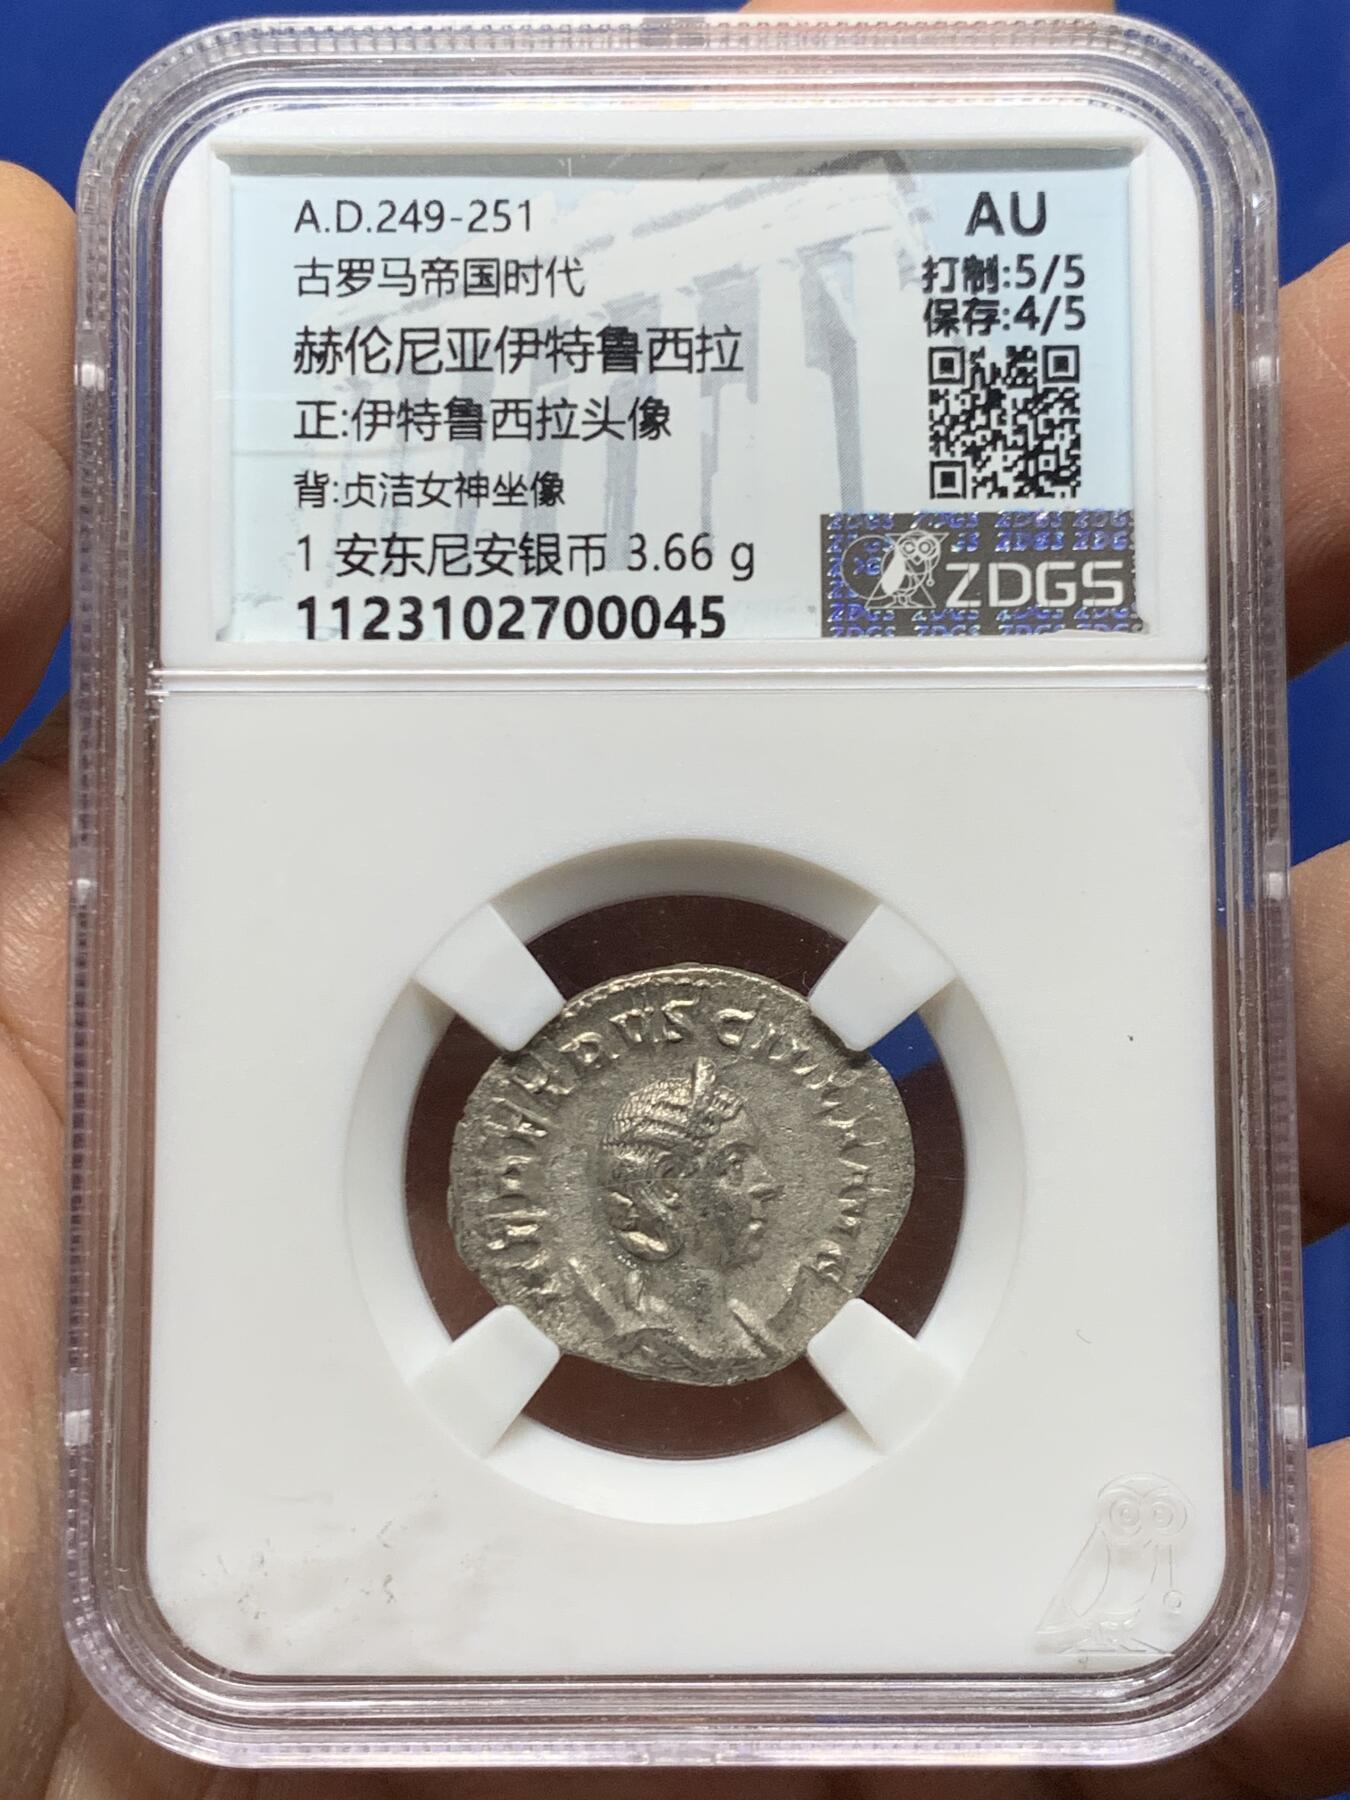 A.D.249-251
古罗马帝国时代
赫伦尼亚伊特鲁西拉
正:伊特鲁西拉头像
背:贞洁女神坐像
1 安东尼安银币 3.66 g
1123102700045
AU
打制:5/5
保存:4/5
ZDGS